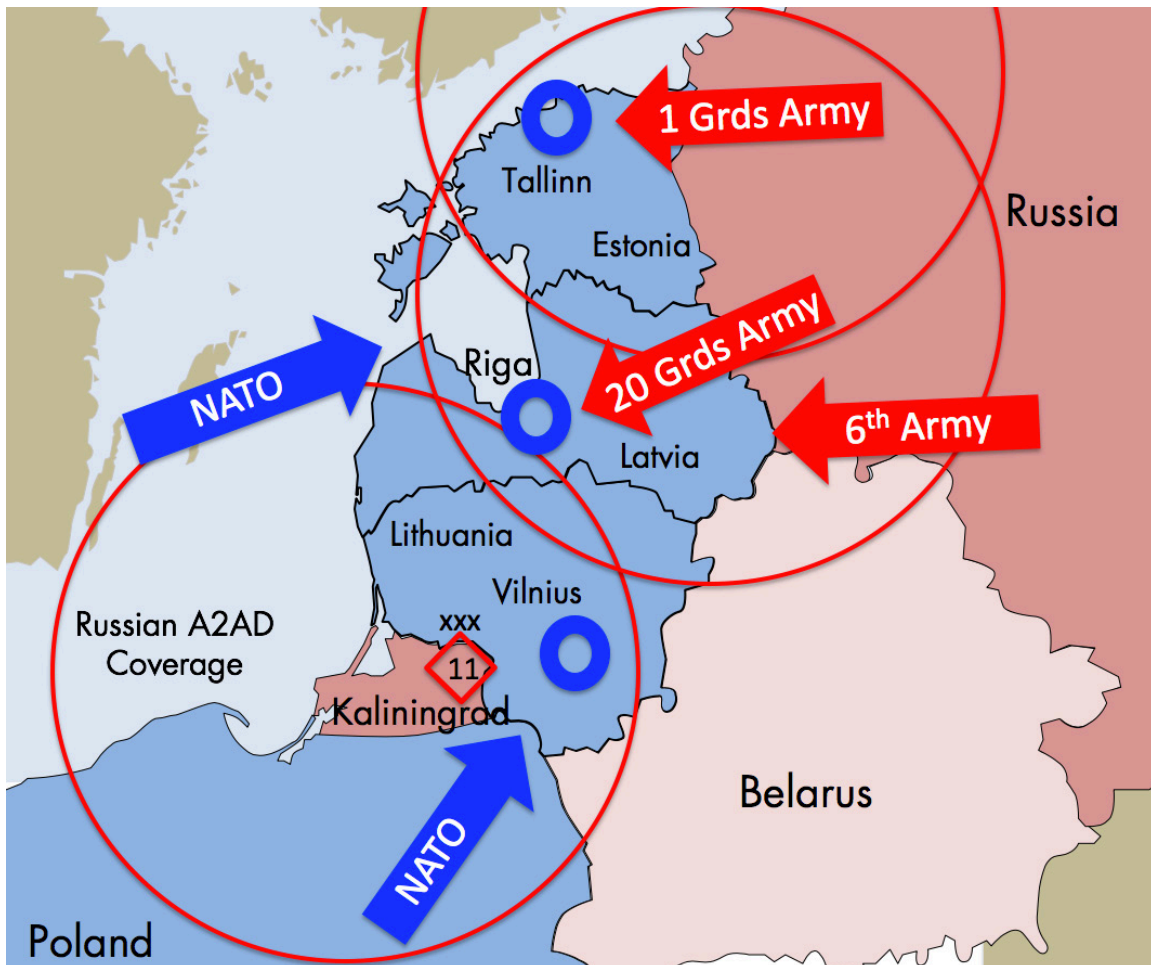 1 Grds Army
Tallinn
Russia
Estonia
20 Grds Army
Riga
NATO
6th Army
Latvia
Lithuania
Vilnius
Russian A2AD
Coverage
xxx
11
Kaliningrad
Belarus
NATO
Poland